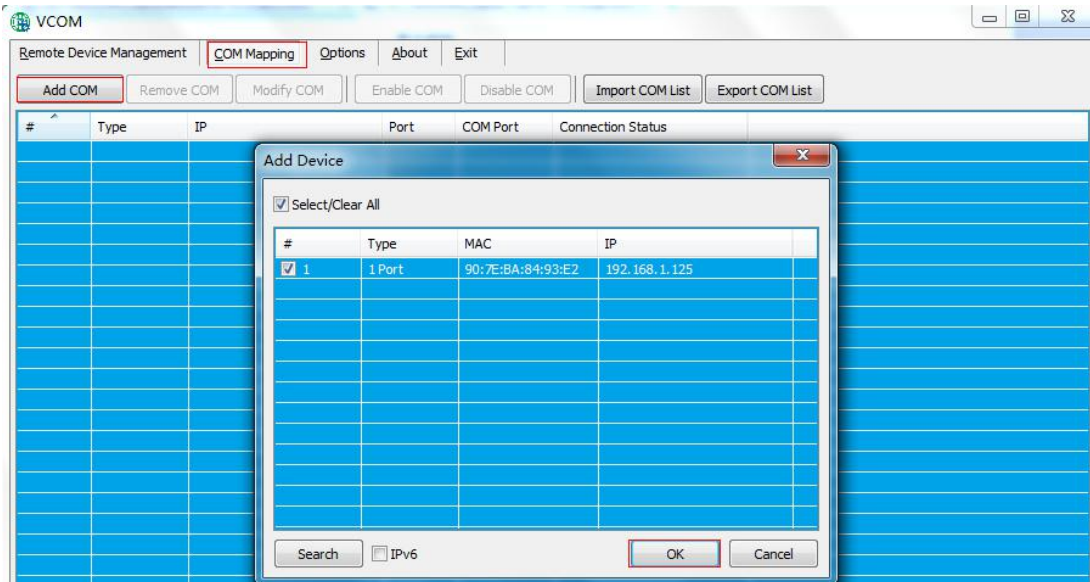 VCOM
Remote Device Management COM Mapping Options About Exit
Add COM Remove COM Modify COM Enable COM Disable COM Import COM List Export COM List
# Type IP Port COM Port Connection Status
Add Device
Select/Clear All
# Type MAC IP
1 1 Port 90:7E:BA:84:93:E2 192.168.1.125
Search IPv6 OK Cancel